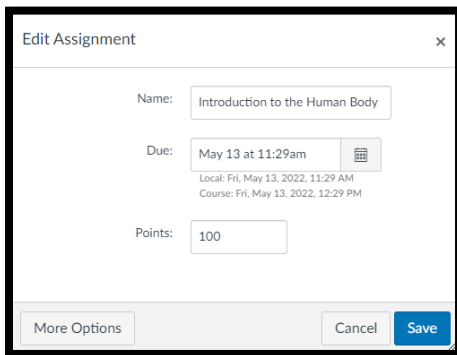 Edit Assignment ×
Name: Introduction to the Human Body
Due: May 13 at 11:29am
Local: Fri, May 13, 2022, 11:29 AM
Course: Fri, May 13, 2022, 12:29 PM
Points: 100
More Options Cancel Save